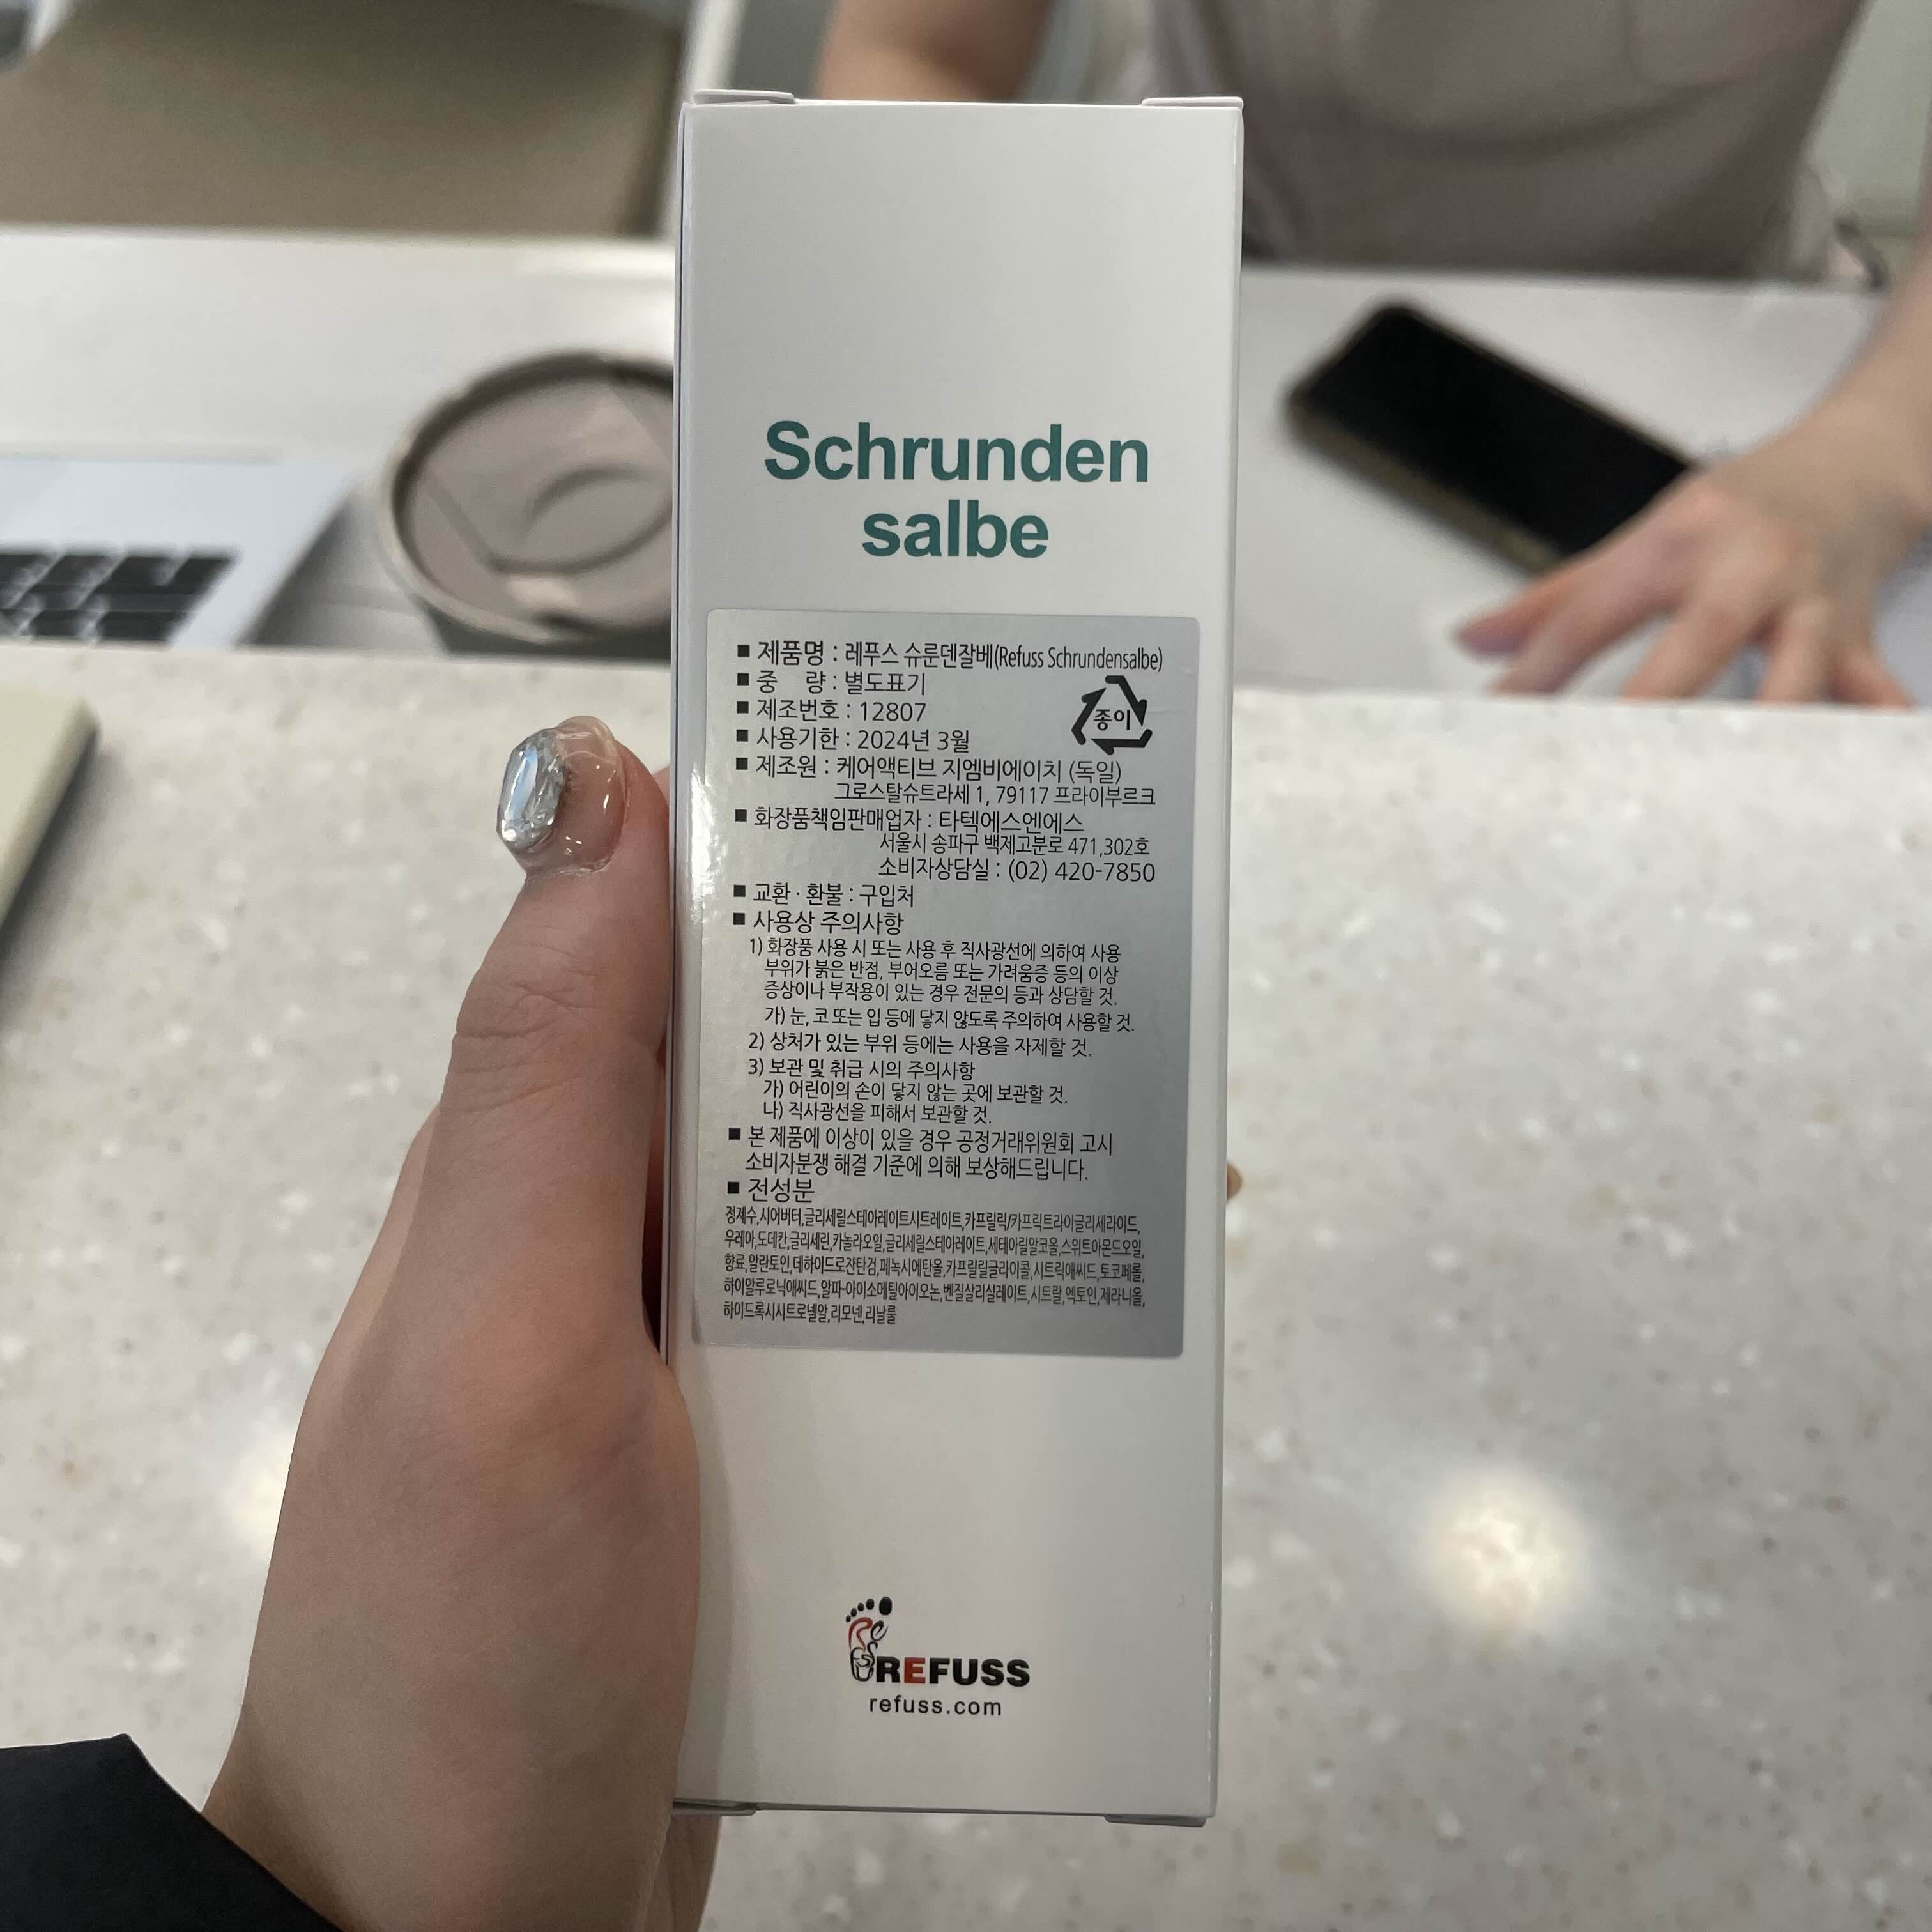 Schrunden
salbe
■ 제품명 : 레푸스 슈룬덴잘베(Refuss Schrundensalbe)
■ 중 량 : 별도표기
종이
■ 제조번호 : 12807
■ 사용기한 : 2024년 3월
■ 제조원 : 케어액티브 지엠비에이치 (독일)
그로스탈슈트라세 1, 79117 프라이부르크
■ 화장품책임판매업자 : 타텍에스엔에스
서울시 송파구 백제고분로 471,302호
소비자상담실 : (02) 420-7850
■ 교환 · 환불 : 구입처
■ 사용상 주의사항
1) 화장품 사용 시 또는 사용 후 직사광선에 의하여 사용
부위가 붉은 반점, 부어오름 또는 가려움증 등의 이상
증상이나 부작용이 있는 경우 전문의 등과 상담할 것.
가) 눈, 코 또는 입 등에 닿지 않도록 주의하여 사용할 것.
2) 상처가 있는 부위 등에는 사용을 자제할 것.
3) 보관 및 취급 시의 주의사항
가) 어린이의 손이 닿지 않는 곳에 보관할 것.
나) 직사광선을 피해서 보관할 것.
■ 본 제품에 이상이 있을 경우 공정거래위원회 고시
소비자분쟁 해결 기준에 의해 보상해드립니다.
■ 전성분
정제수,시어버터,글리세릴스테아레이트시트레이트,카프릴릭/카프릭트라이글리세라이드,
우레아,도데칸,글리세린,카놀라오일,글리세릴스테아레이트,세테아릴알코올,스위트아몬드오일,
향료,알란토인,데하이드로잔탄검,페녹시에탄올,카프릴릴글라이콜,시트릭애씨드,토코페롤,
하이알루로닉애씨드,알파-아이소메틸아이오논,벤질살리실레이트,시트랄,엑토인,제라니올,
하이드록시시트로넬알,리모넨,리날룰
REFUSS
refuss.com